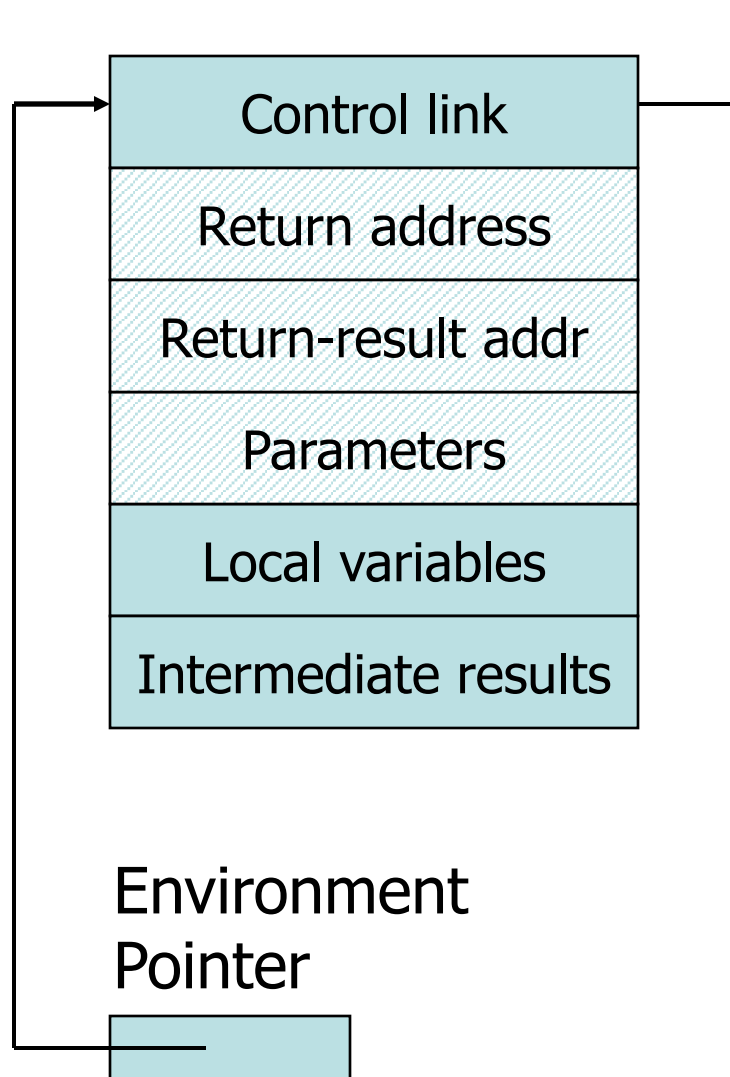 Control link
Return address
Return-result addr
Parameters
Local variables
Intermediate results
Environment
Pointer